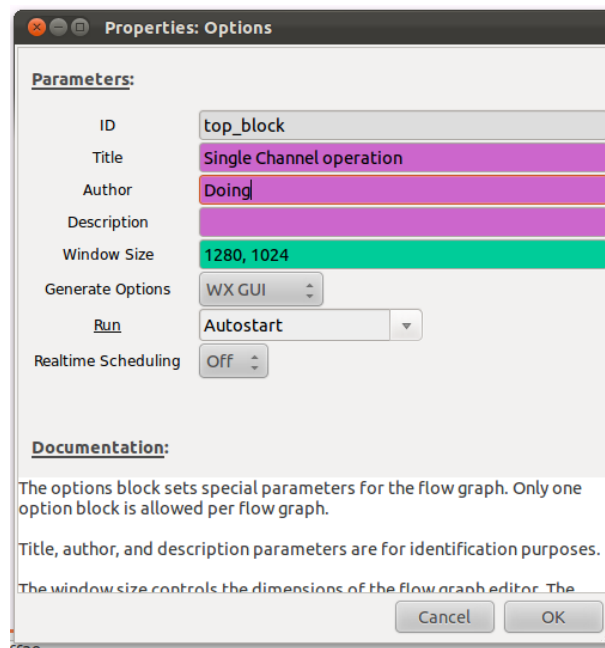 Properties: Options
Parameters:
ID top_block
Title Single Channel operation
Author Doing
Description
Window Size 1280, 1024
Generate Options WX GUI
Run Autostart
Realtime Scheduling Off
Documentation:
The options block sets special parameters for the flow graph. Only one
option block is allowed per flow graph.
Title, author, and description parameters are for identification purposes.
The window size controls the dimensions of the flow graph editor. The
Cancel OK